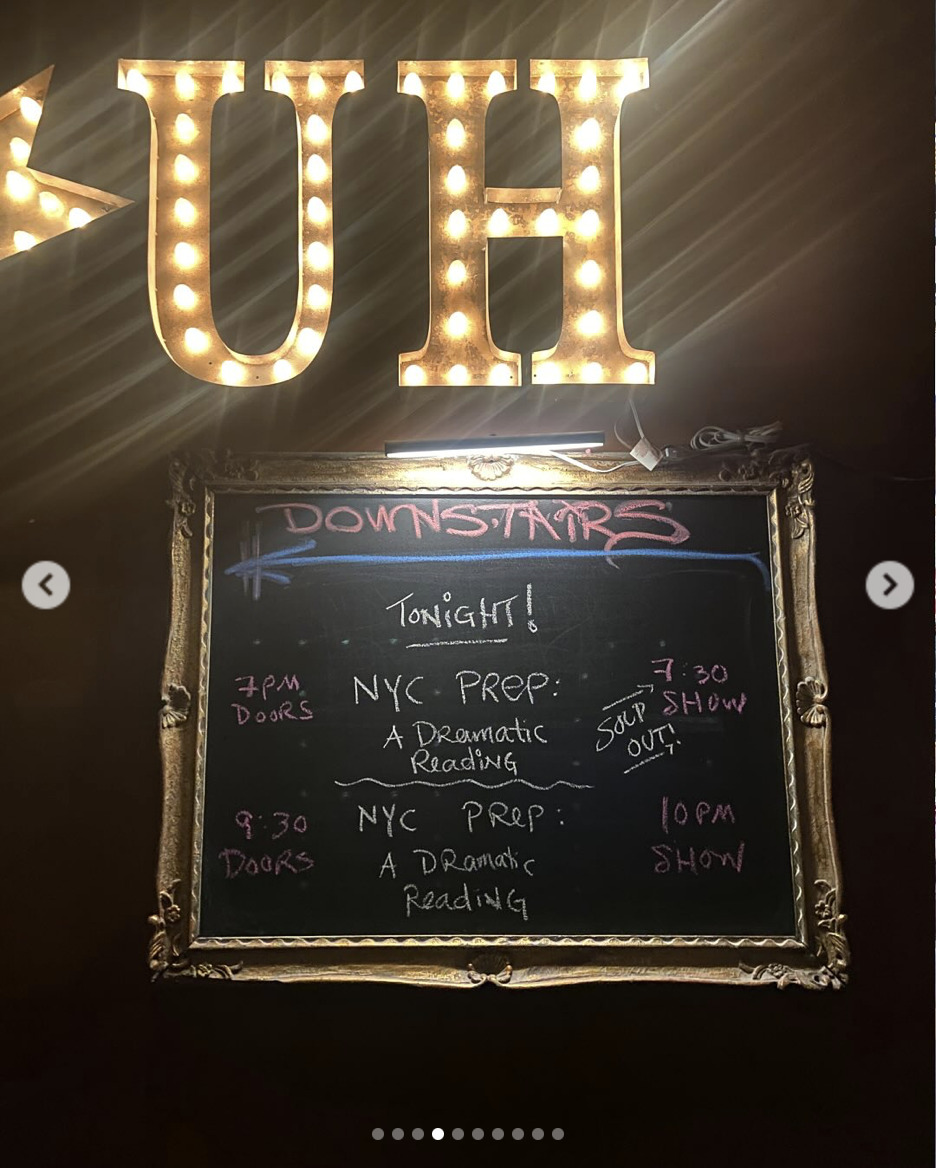 UH
DOWNSTAIRS
TONIGHT!
7PM
DOORS
NYC PREP:
A Dramatic
Reading
7:30
SHOW
SOLD
OUT!
9:30
DOORS
NYC PREP:
A DRamatic
Reading
10PM
SHOW